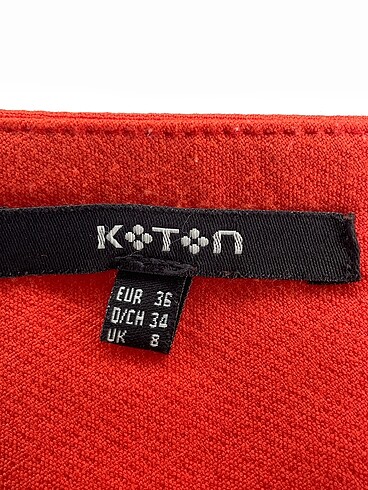 KOTON
EUR 36
D/CH 34
UK 8